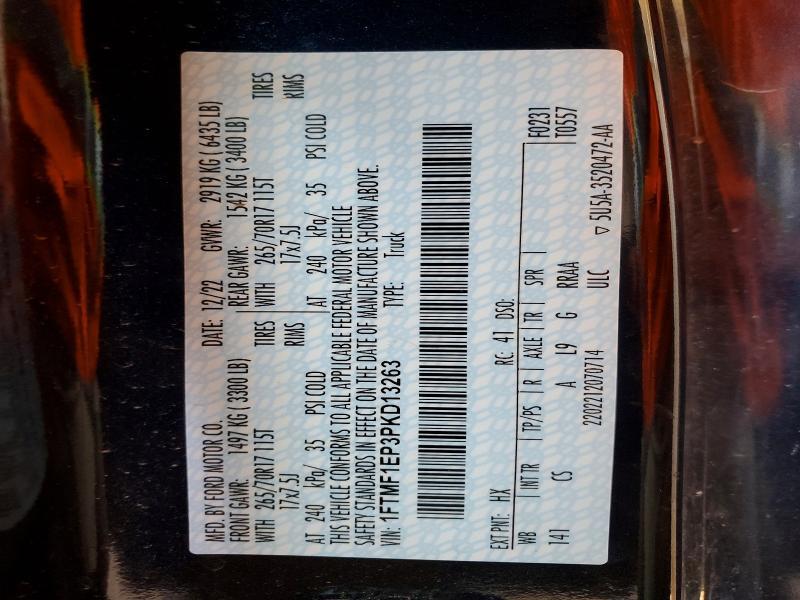 MFD. BY FORD MOTOR CO. DATE: 12/22 GVWR: 2919 KG ( 6435 LB)
FRONT GAWR: 1497 KG ( 3300 LB) REAR GAWR: 1542 KG ( 3400 LB)
WITH 265/70R17 115T TIRES WITH 265/70R17 115T TIRES
17x7.5J RIMS 17x7.5J RIMS
AT 240 kPa/ 35 PSI COLD AT 240 kPa/ 35 PSI COLD
THIS VEHICLE CONFORMS TO ALL APPLICABLE FEDERAL MOTOR VEHICLE
SAFETY STANDARDS IN EFFECT ON THE DATE OF MANUFACTURE SHOWN ABOVE.
VIN: 1FTMF1EP3PKD13263 TYPE: Truck
EXT PNT: HX RC: 41 DSO: F0231
WB INT TR TP/PS R AXLE TR SPR T0557
141 CS A L9 G RRAA
2202212070714 ULC ▽ 5U5A-3520472-AA